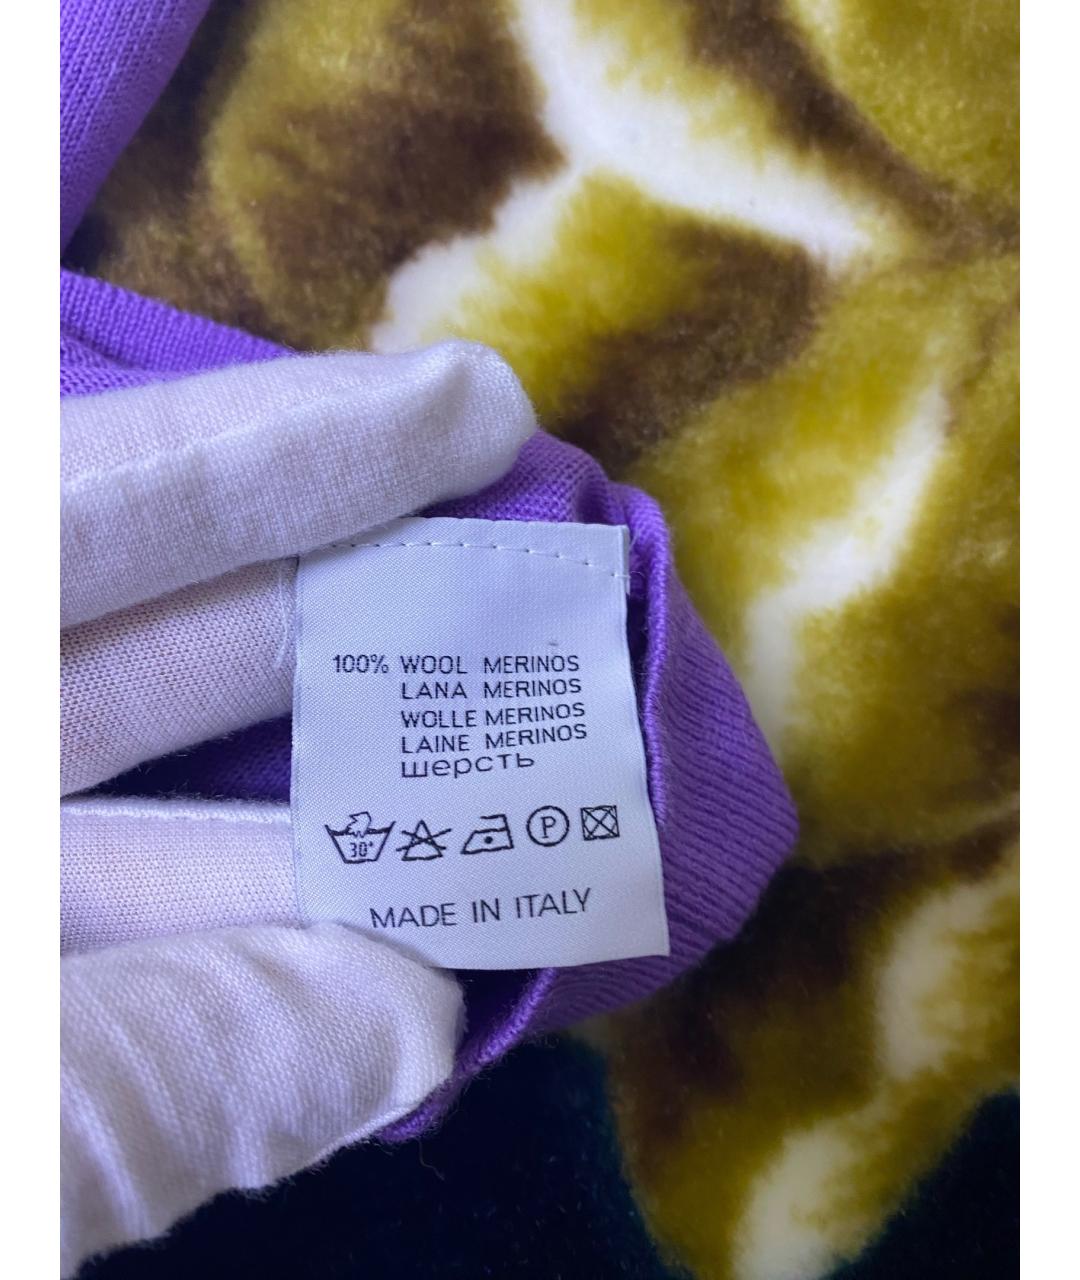 100% WOOL MERINOS
LANA MERINOS
WOLLE MERINOS
LAINE MERINOS
шерсть
30°
P
MADE IN ITALY